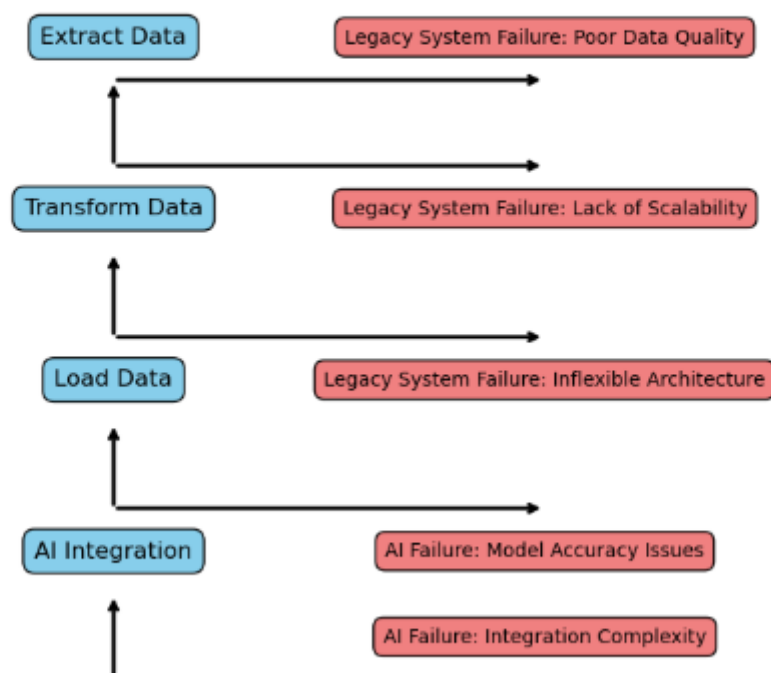 Extract Data
Legacy System Failure: Poor Data Quality
Transform Data
Legacy System Failure: Lack of Scalability
Load Data
Legacy System Failure: Inflexible Architecture
AI Integration
AI Failure: Model Accuracy Issues
AI Failure: Integration Complexity